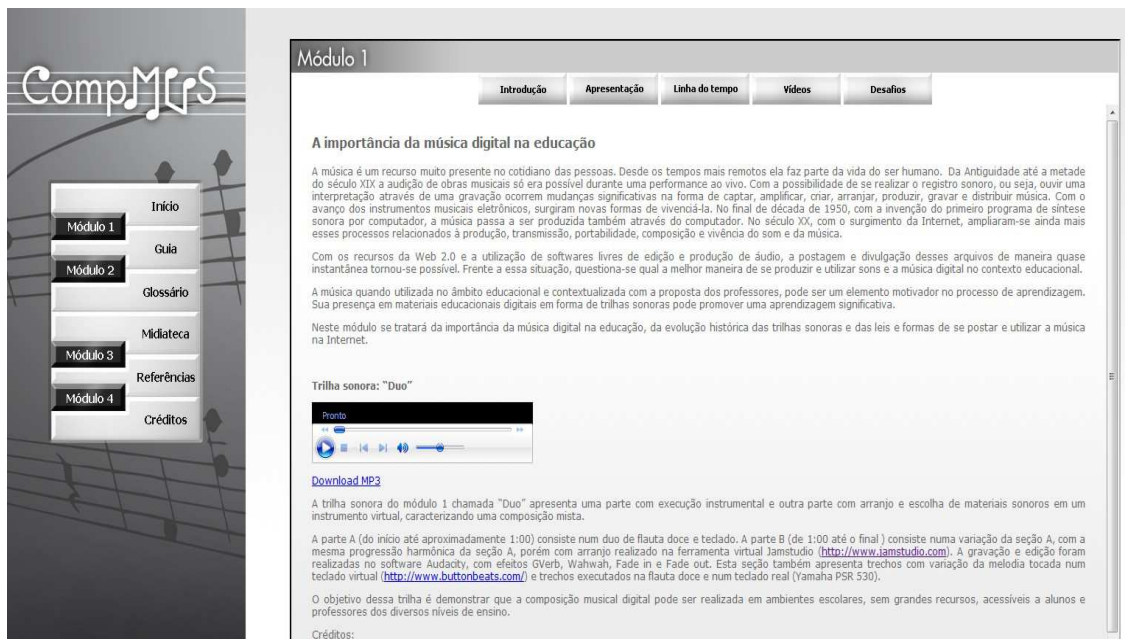 CompMUS
Início
Módulo 1
Guia
Módulo 2
Glossário
Midiateca
Módulo 3
Referências
Módulo 4
Créditos
Módulo 1
Introdução
Apresentação
Linha do tempo
Vídeos
Desafios
A importância da música digital na educação
A música é um recurso muito presente no cotidiano das pessoas. Desde os tempos mais remotos ela faz parte da vida do ser humano. Da Antiguidade até a metade
do século XIX a audição de obras musicais só era possível durante uma performance ao vivo. Com a possibilidade de se realizar o registro sonoro, ou seja, ouvir uma
interpretação através de uma gravação ocorrem mudanças significativas na forma de captar, amplificar, criar, arranjar, produzir, gravar e distribuir música. Com o
avanço dos instrumentos musicais eletrônicos, surgiram novas formas de vivenciá-la. No final de década de 1950, com a invenção do primeiro programa de síntese
sonora por computador, a música passa a ser produzida também através do computador. No século XX, com o surgimento da Internet, ampliaram-se ainda mais
esses processos relacionados à produção, transmissão, portabilidade, composição e vivência do som e da música.
Com os recursos da Web 2.0 e a utilização de softwares livres de edição e produção de áudio, a postagem e divulgação desses arquivos de maneira quase
instantânea tornou-se possível. Frente a essa situação, questiona-se qual a melhor maneira de se produzir e utilizar sons e a música digital no contexto educacional.
A música quando utilizada no âmbito educacional e contextualizada com a proposta dos professores, pode ser um elemento motivador no processo de aprendizagem.
Sua presença em materiais educacionais digitais em forma de trilhas sonoras pode promover uma aprendizagem significativa.
Neste módulo se tratará da importância da música digital na educação, da evolução histórica das trilhas sonoras e das leis e formas de se postar e utilizar a música
na Internet.
Trilha sonora: "Duo"
Pronto
Download MP3
A trilha sonora do módulo 1 chamada "Duo" apresenta uma parte com execução instrumental e outra parte com arranjo e escolha de materiais sonoros em um
instrumento virtual, caracterizando uma composição mista.
A parte A (do início até aproximadamente 1:00) consiste num duo de flauta doce e teclado. A parte B (de 1:00 até o final ) consiste numa variação da seção A, com a
mesma progressão harmônica da seção A, porém com arranjo realizado na ferramenta virtual Jamstudio (http://www.jamstudio.com). A gravação e edição foram
realizadas no software Audacity, com efeitos GVerb, Wahwah, Fade in e Fade out. Esta seção também apresenta trechos com variação da melodia tocada num
teclado virtual (http://www.buttonbeats.com/) e trechos executados na flauta doce e num teclado real (Yamaha PSR 530).
O objetivo dessa trilha é demonstrar que a composição musical digital pode ser realizada em ambientes escolares, sem grandes recursos, acessíveis a alunos e
professores dos diversos níveis de ensino.
Créditos: